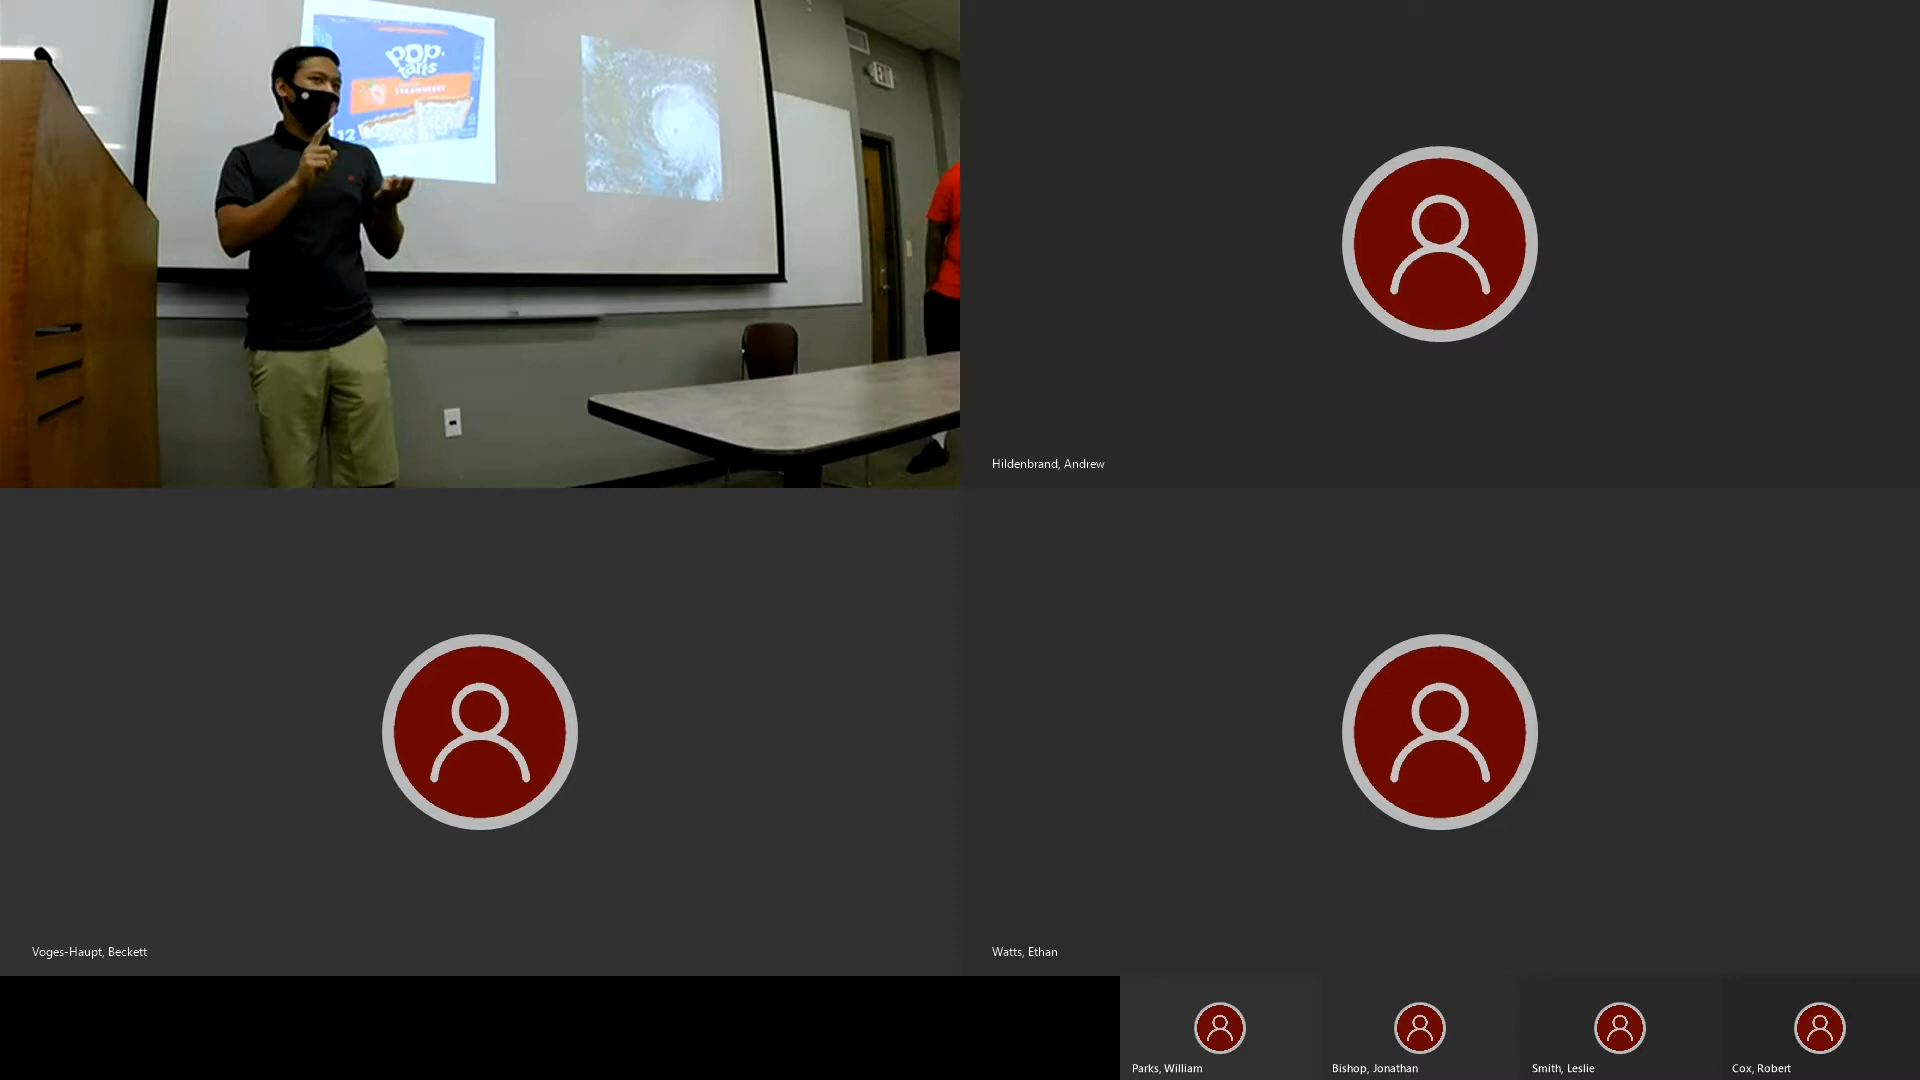 pop.
tarts
STRAWBERRY
12
EXIT
Hildenbrand, Andrew
Voges-Haupt, Beckett
Watts, Ethan
Parks, William
Bishop, Jonathan
Smith, Leslie
Cox, Robert